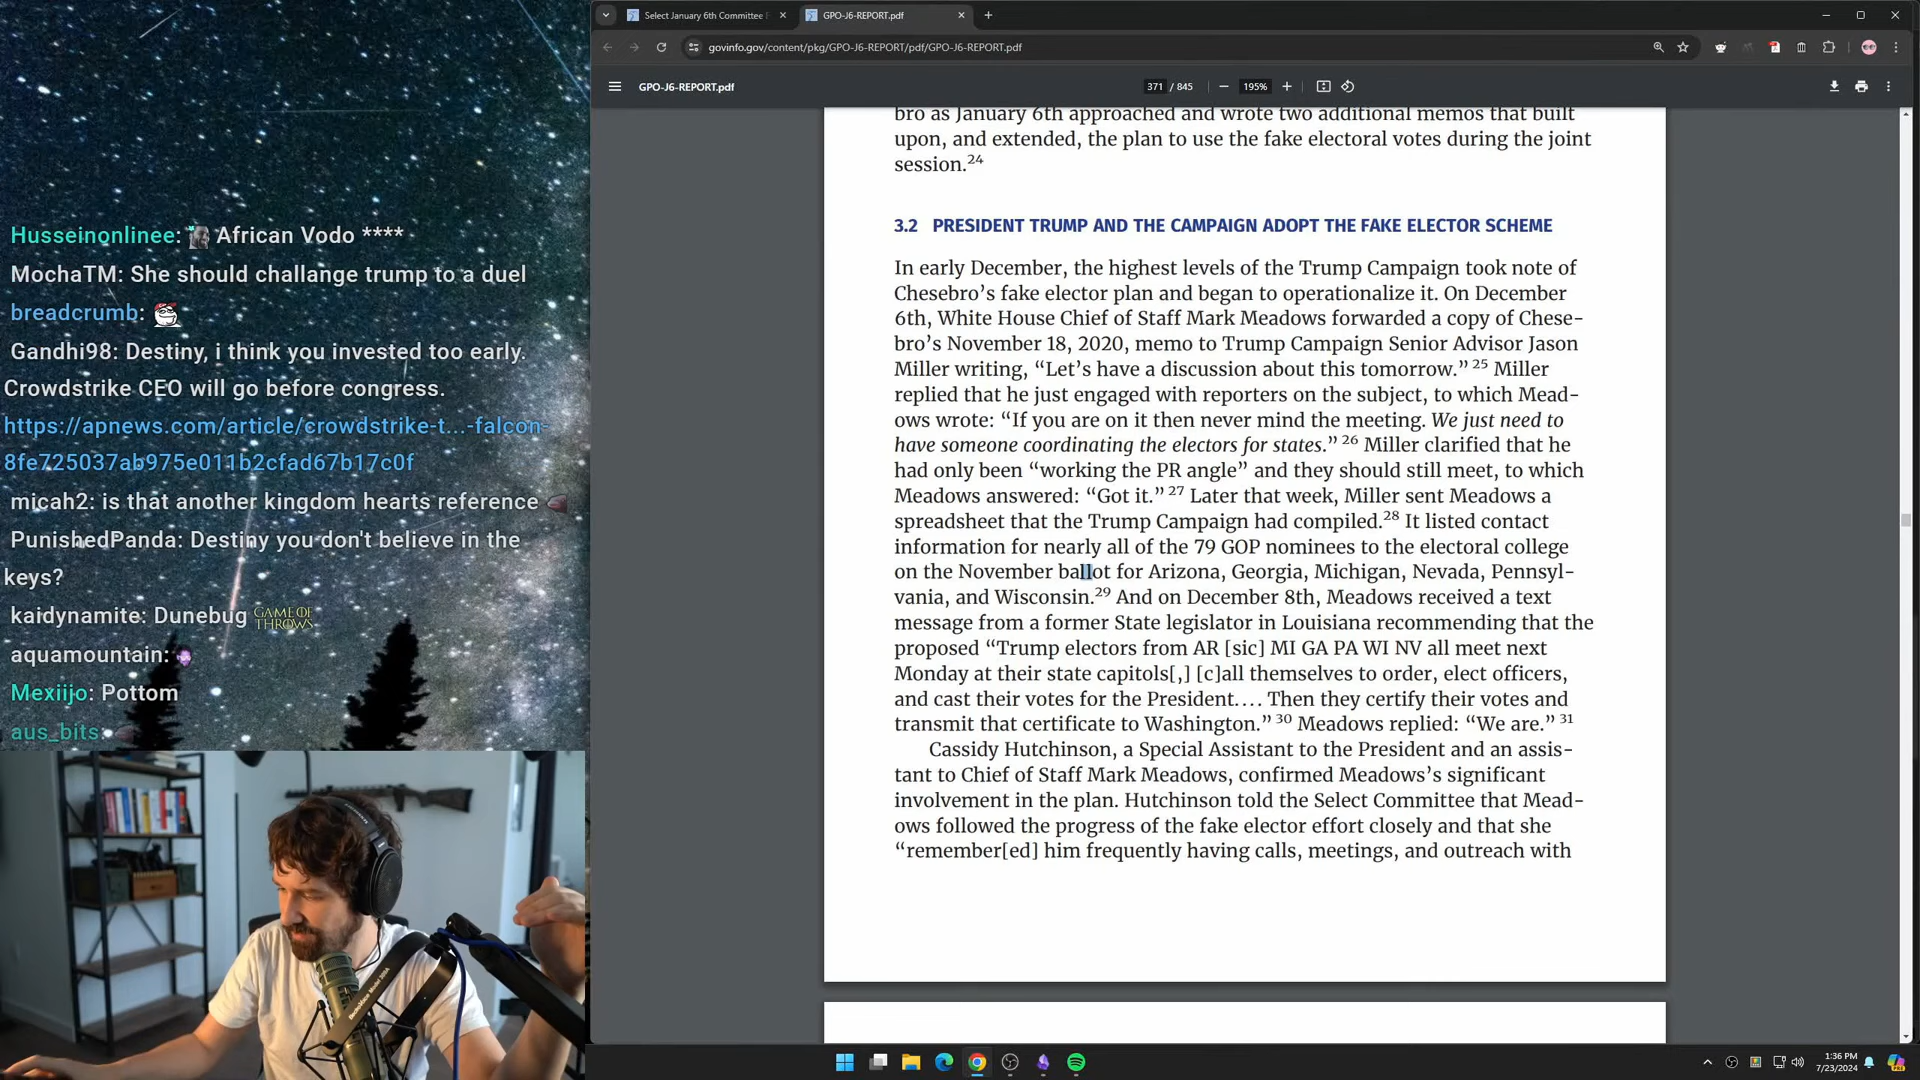 Husseinonlinee: African Vodo ****
MochaTM: She should challange trump to a duel
breadcrumb:
Gandhi98: Destiny, i think you invested too early.
Crowdstrike CEO will go before congress.
https://apnews.com/article/crowdstrike-t...-falcon-
8fe725037ab975e011b2cfad67b17c0f
micah2: is that another kingdom hearts reference
PunishedPanda: Destiny you don't believe in the
keys?
kaidynamite: Dunebug GAME OF THROWS
aquamountain:
Mexiijo: Pottom
aus_bits:
Select January 6th Committee
GPO-J6-REPORT.pdf
govinfo.gov/content/pkg/GPO-J6-REPORT/pdf/GPO-J6-REPORT.pdf
GPO-J6-REPORT.pdf
371 / 845
195%
bro as January 6th approached and wrote two additional memos that built
upon, and extended, the plan to use the fake electoral votes during the joint
session.24
3.2 PRESIDENT TRUMP AND THE CAMPAIGN ADOPT THE FAKE ELECTOR SCHEME
In early December, the highest levels of the Trump Campaign took note of
Chesebro’s fake elector plan and began to operationalize it. On December
6th, White House Chief of Staff Mark Meadows forwarded a copy of Chese-
bro’s November 18, 2020, memo to Trump Campaign Senior Advisor Jason
Miller writing, “Let’s have a discussion about this tomorrow.” 25 Miller
replied that he just engaged with reporters on the subject, to which Mead-
ows wrote: “If you are on it then never mind the meeting. We just need to
have someone coordinating the electors for states.” 26 Miller clarified that he
had only been “working the PR angle” and they should still meet, to which
Meadows answered: “Got it.” 27 Later that week, Miller sent Meadows a
spreadsheet that the Trump Campaign had compiled.28 It listed contact
information for nearly all of the 79 GOP nominees to the electoral college
on the November ballot for Arizona, Georgia, Michigan, Nevada, Pennsyl-
vania, and Wisconsin.29 And on December 8th, Meadows received a text
message from a former State legislator in Louisiana recommending that the
proposed “Trump electors from AR [sic] MI GA PA WI NV all meet next
Monday at their state capitols[,] [c]all themselves to order, elect officers,
and cast their votes for the President.... Then they certify their votes and
transmit that certificate to Washington.” 30 Meadows replied: “We are.” 31
Cassidy Hutchinson, a Special Assistant to the President and an assis-
tant to Chief of Staff Mark Meadows, confirmed Meadows’s significant
involvement in the plan. Hutchinson told the Select Committee that Mead-
ows followed the progress of the fake elector effort closely and that she
“remember[ed] him frequently having calls, meetings, and outreach with
1:36 PM
7/23/2024